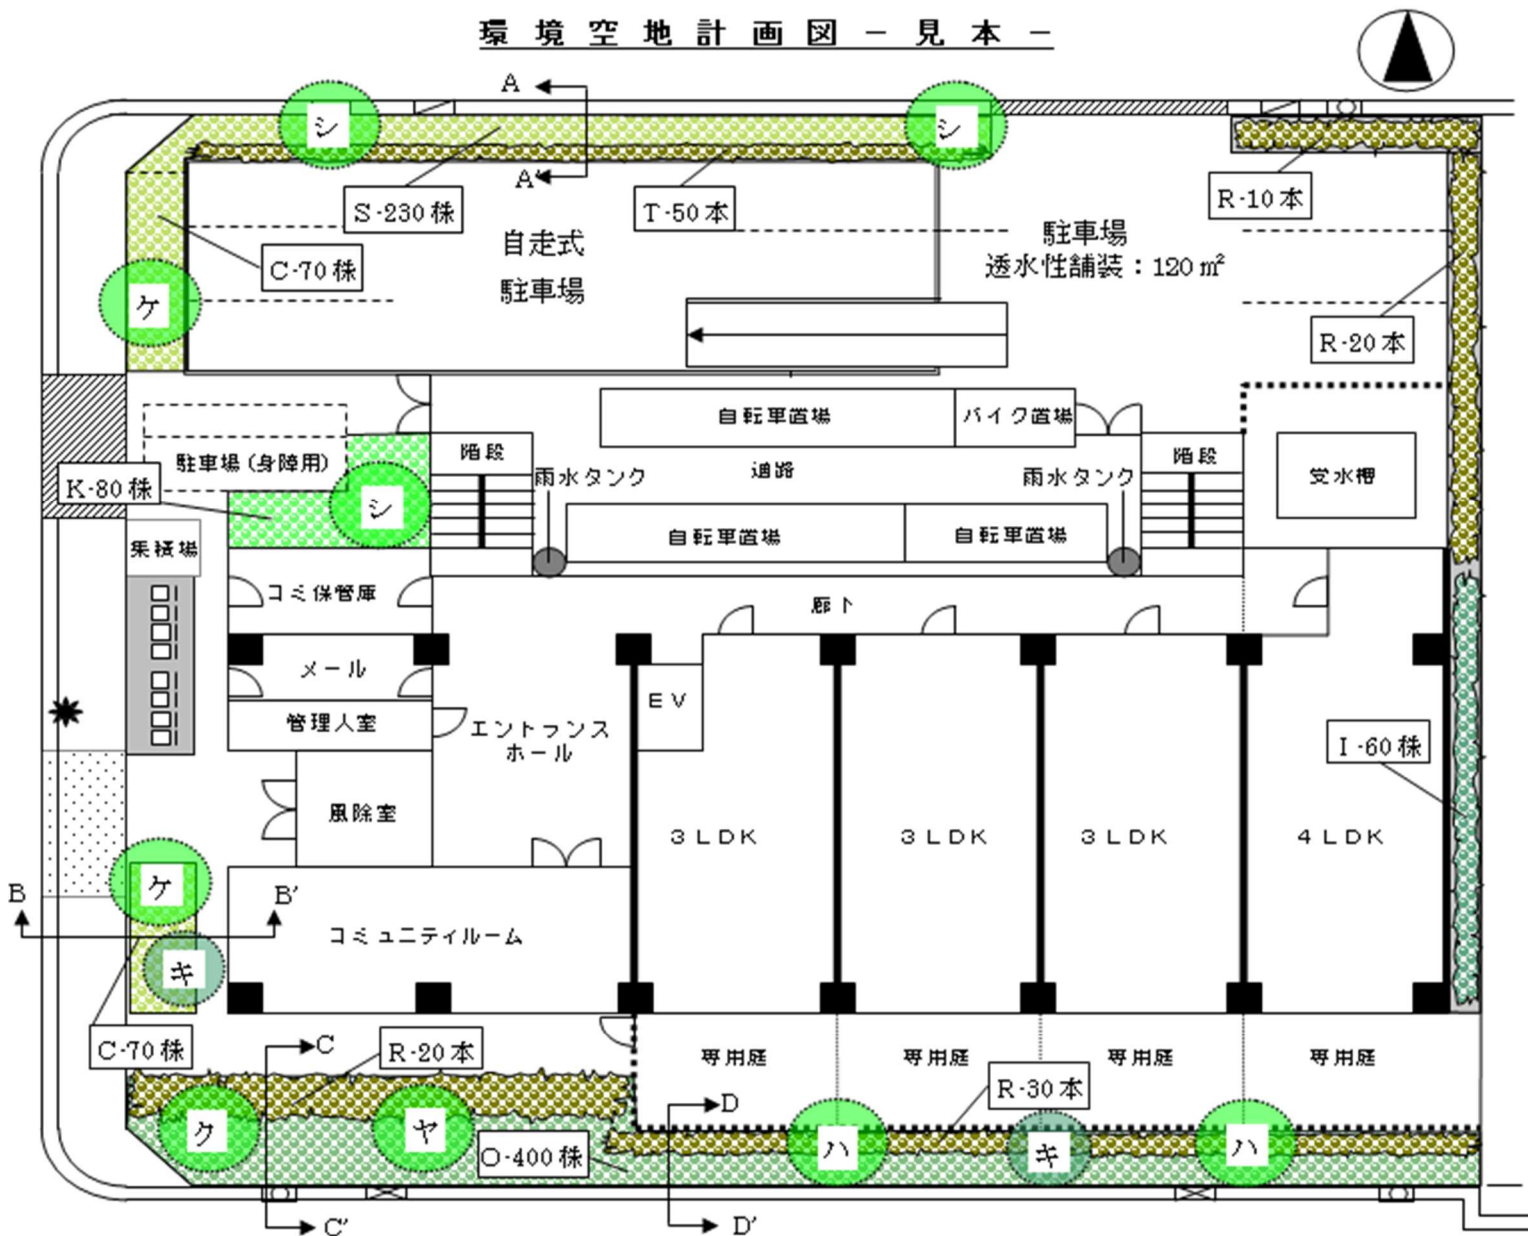 環境空地計画図－見本－
A
シ
シ
A'
S-230株
T-50本
R-10本
C-70株
自走式
駐車場
駐車場
透水性舗装：120㎡
ケ
R-20本
自転車置場
バイク置場
駐車場(身障用)
階段
通路
階段
雨水タンク
雨水タンク
受水槽
K-80株
シ
自転車置場
自転車置場
集積場
ゴミ保管庫
廊下
メール
EV
管理人室
エントランス
ホール
I-60株
風除室
3LDK
3LDK
3LDK
4LDK
ケ
B
B'
コミュニティルーム
キ
C-70株
C
R-20本
専用庭
専用庭
専用庭
専用庭
R-30本
D
ク
ヤ
O-400株
ハ
キ
ハ
C'
D'